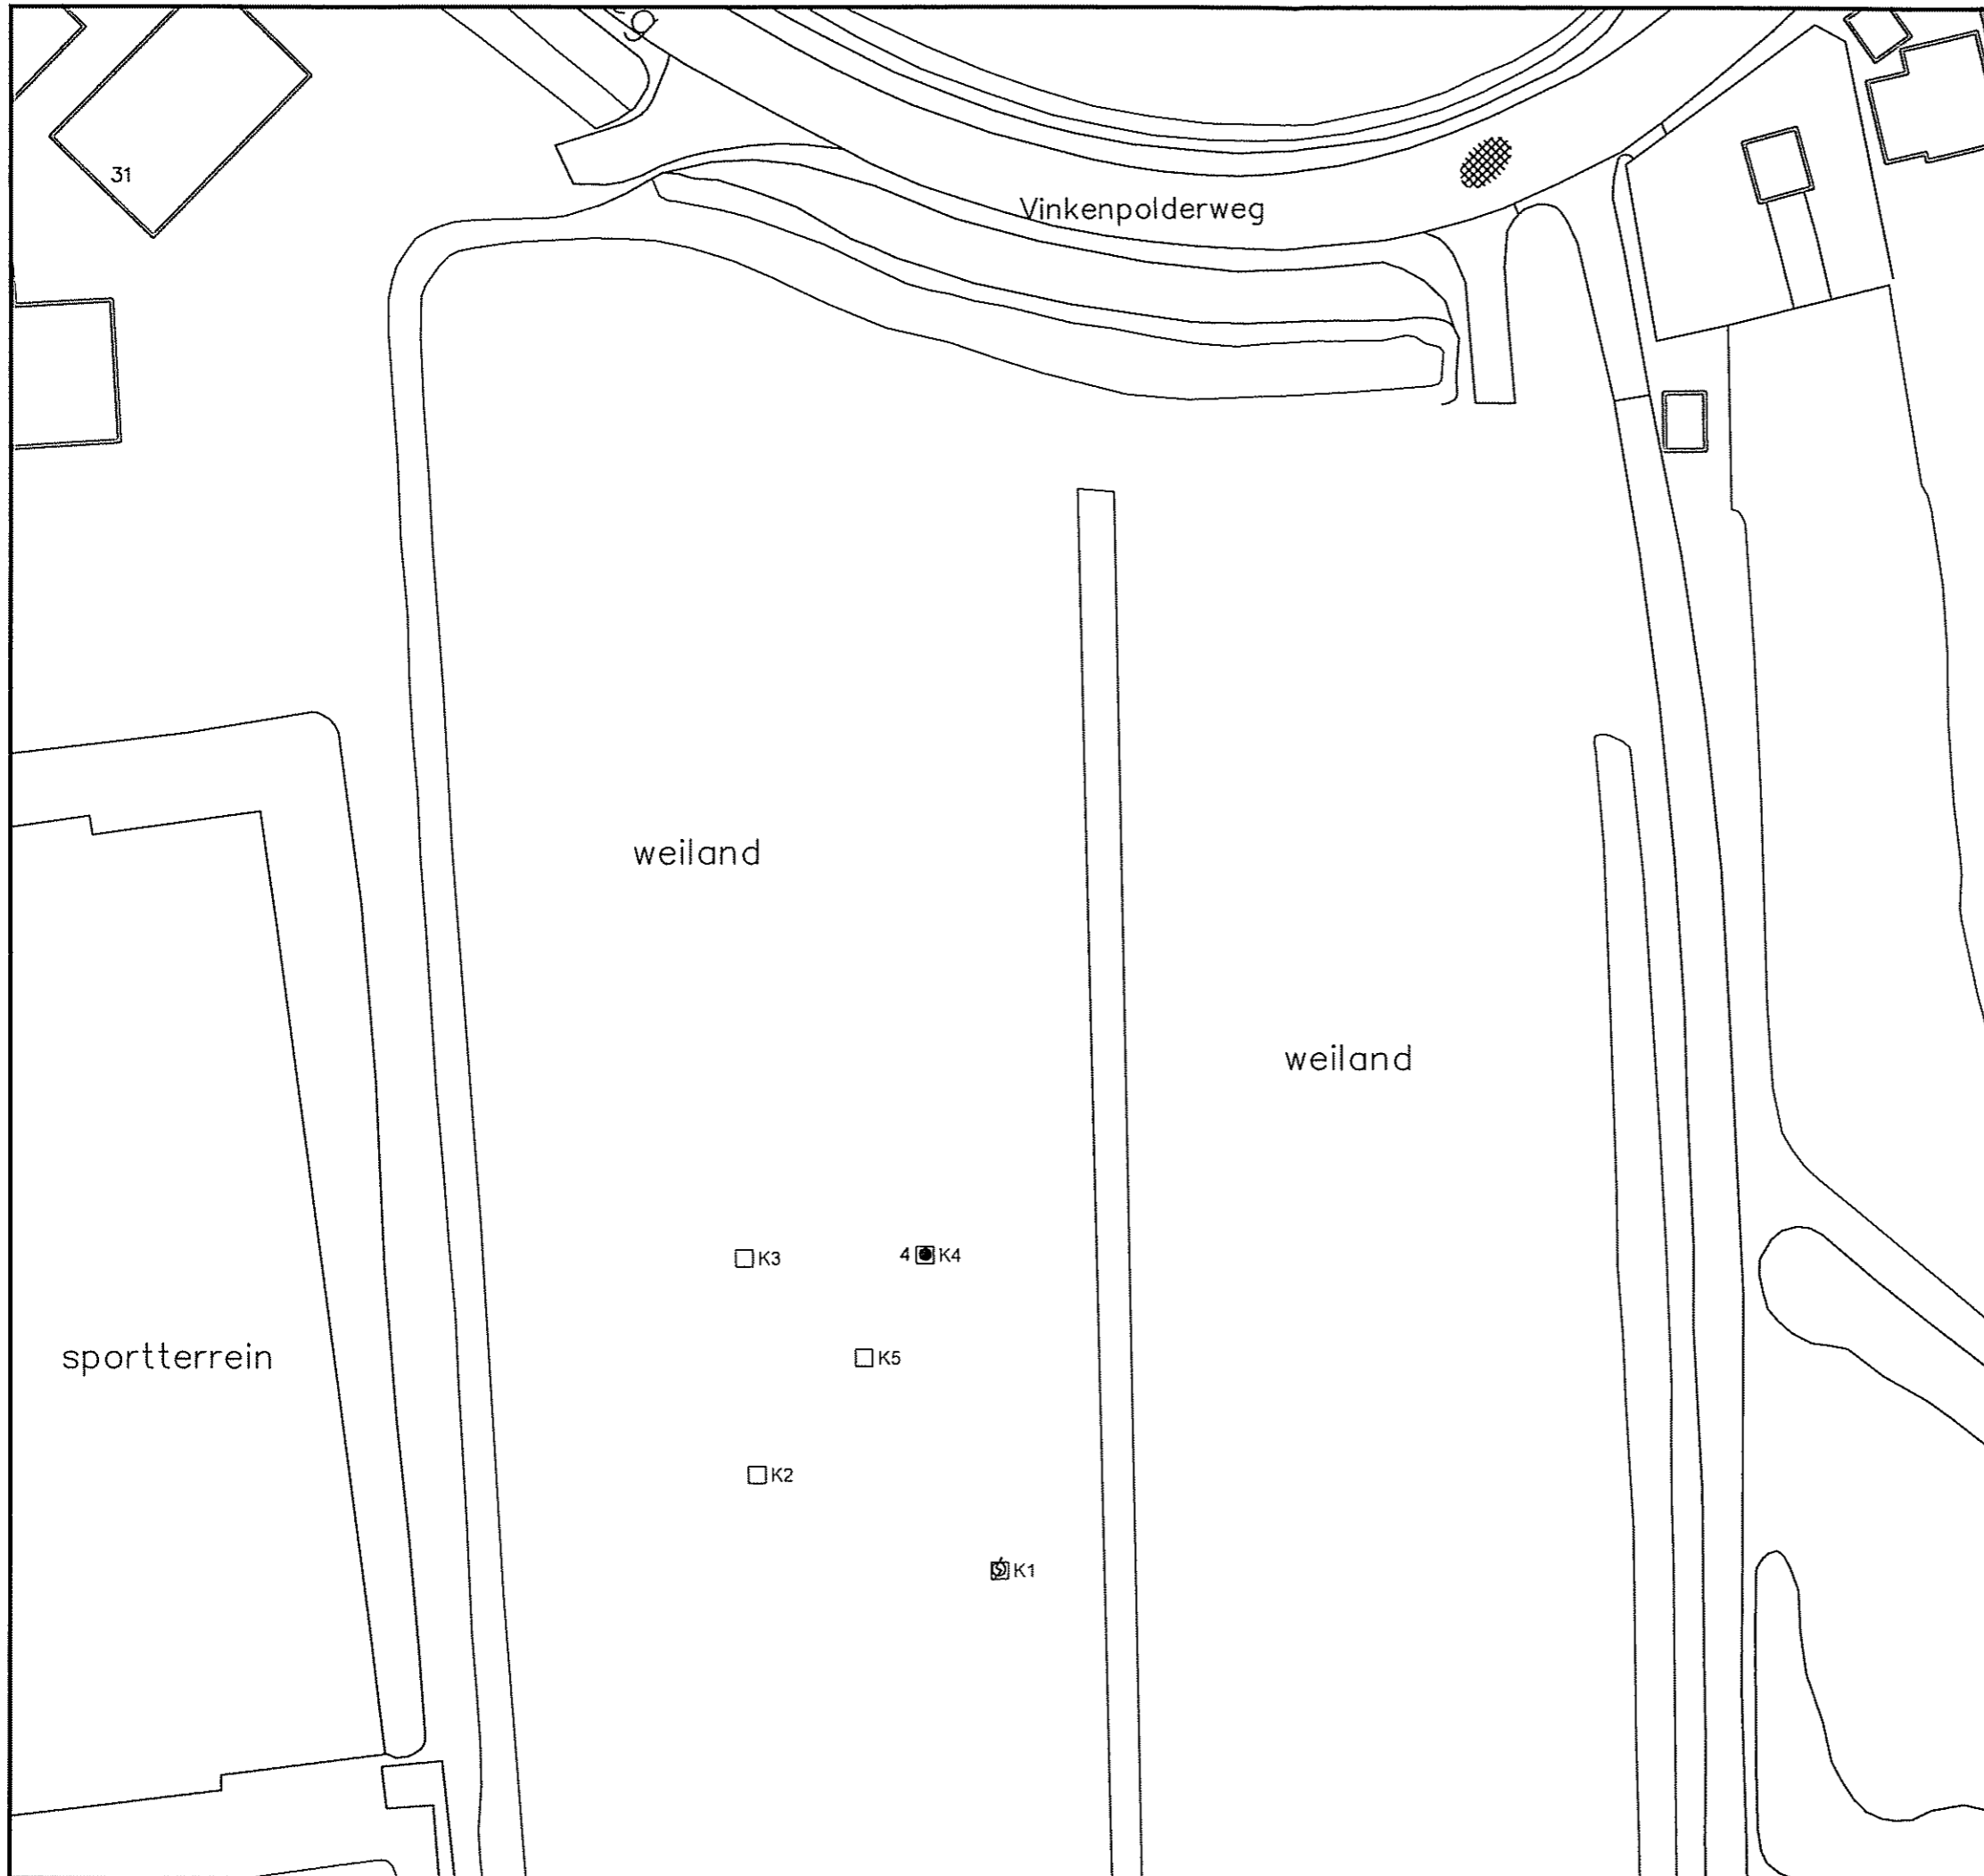 31
Vinkenpolderweg
weiland
weiland
K3
4 K4
sportterrein
K5
K2
K1